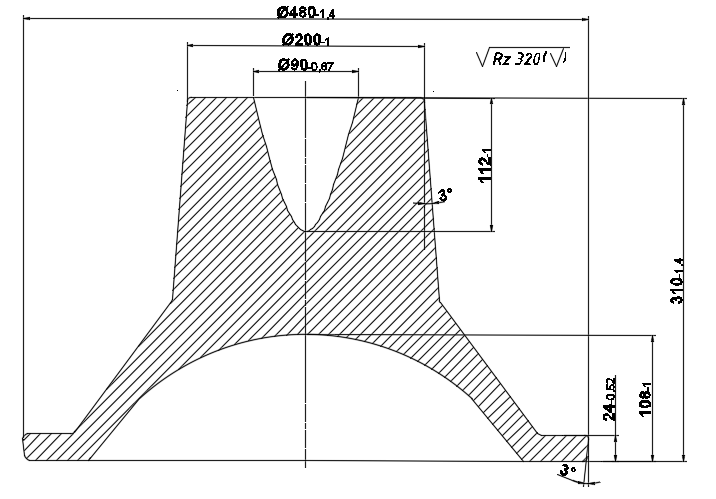 Ø480-1,4
Ø200-1
Ø90-0,87
√Rz 320(√)
112-1
3°
310-1,4
24-0,52
108-1
3°